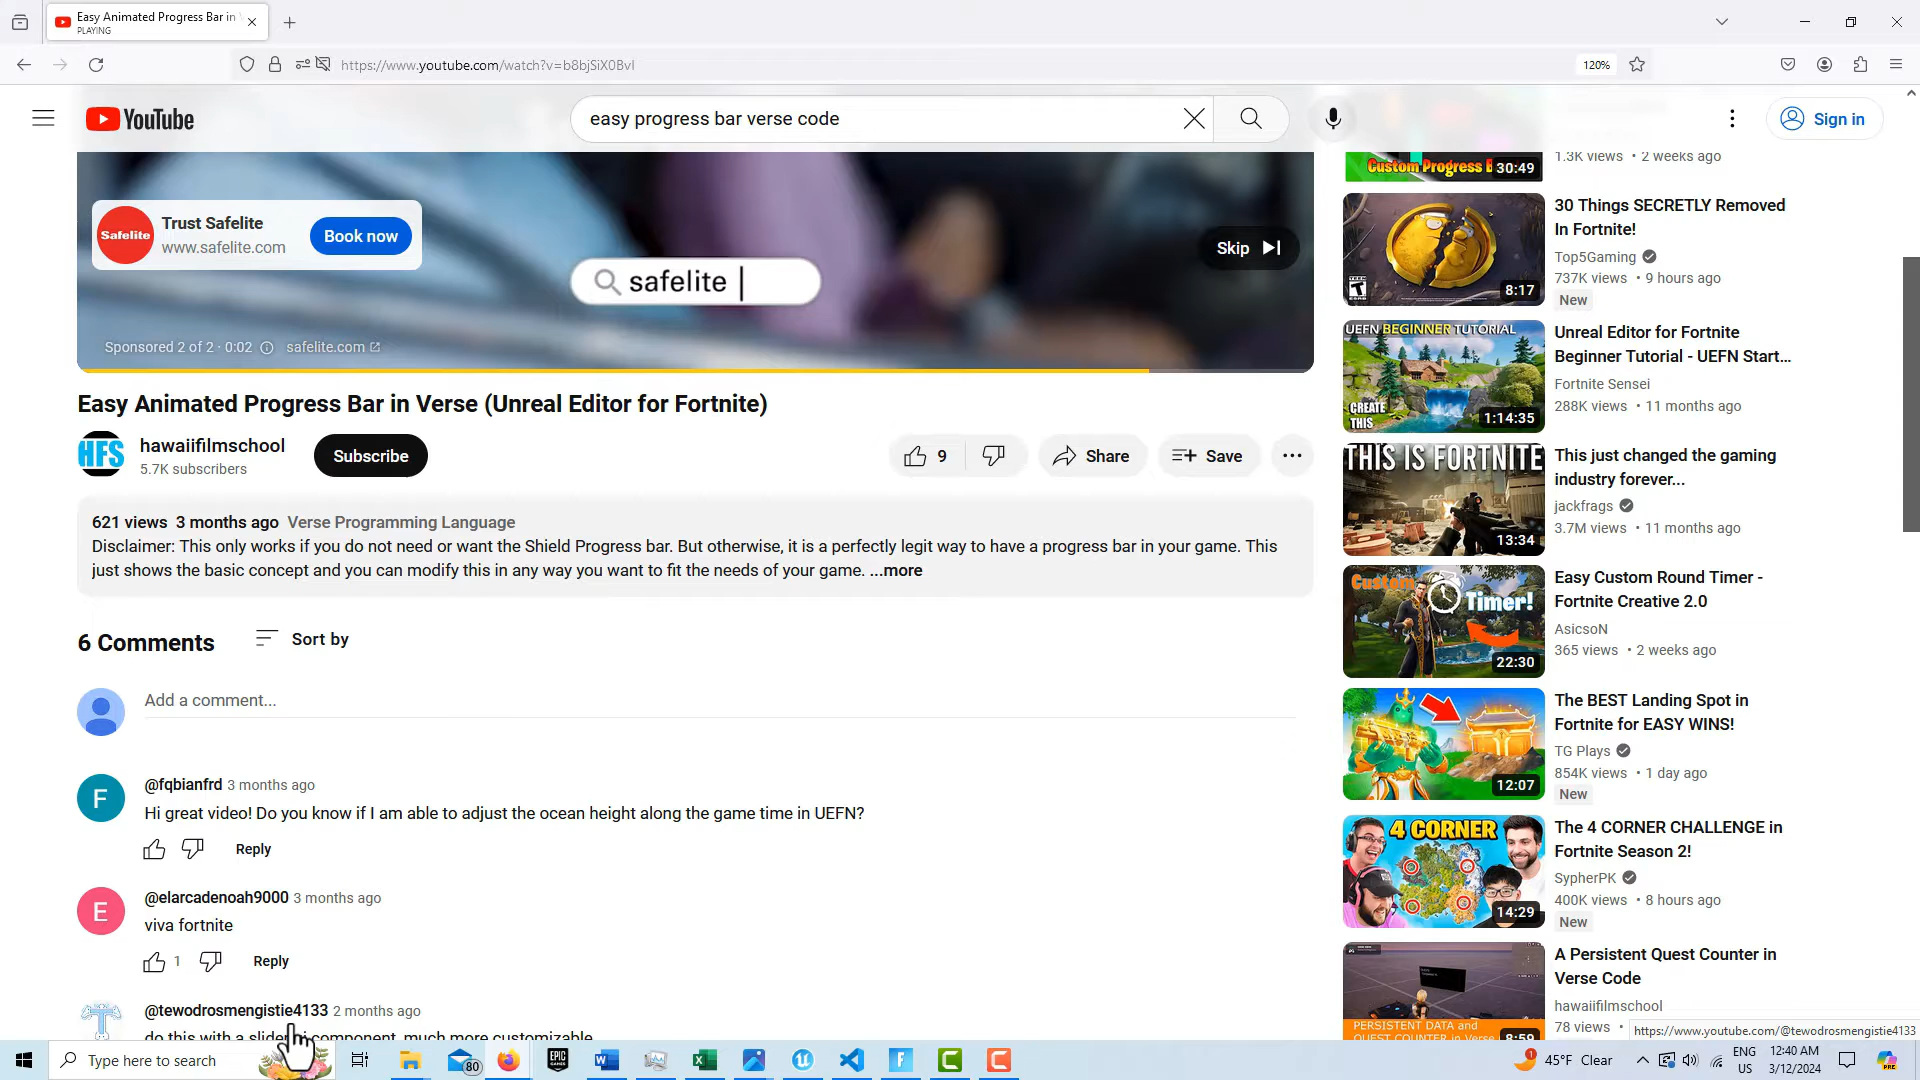 Easy Animated Progress Bar in
PLAYING
https://www.youtube.com/watch?v=b8bjSiX0BvI
120%
YouTube
easy progress bar verse code
Sign in
Safelite
Trust Safelite
www.safelite.com
Book now
safelite
Skip
Sponsored 2 of 2 · 0:02
safelite.com
Easy Animated Progress Bar in Verse (Unreal Editor for Fortnite)
HFS
hawaiifilmschool
5.7K subscribers
Subscribe
9
Share
Save
621 views 3 months ago Verse Programming Language
Disclaimer: This only works if you do not need or want the Shield Progress bar. But otherwise, it is a perfectly legit way to have a progress bar in your game. This
just shows the basic concept and you can modify this in any way you want to fit the needs of your game. ...more
6 Comments
Sort by
Add a comment...
F
@fqbianfrd 3 months ago
Hi great video! Do you know if I am able to adjust the ocean height along the game time in UEFN?
Reply
E
@elarcadenoah9000 3 months ago
viva fortnite
1
Reply
@tewodrosmengistie4133 2 months ago
do this with a slider component, much more customizable
Custom Progress
30:49
1.3K views • 2 weeks ago
8:17
30 Things SECRETLY Removed
In Fortnite!
Top5Gaming
737K views • 9 hours ago
New
UEFN BEGINNER TUTORIAL
CREATE
THIS
1:14:35
Unreal Editor for Fortnite
Beginner Tutorial - UEFN Start...
Fortnite Sensei
288K views • 11 months ago
THIS IS FORTNITE
13:34
This just changed the gaming
industry forever...
jackfrags
3.7M views • 11 months ago
Custom
Timer!
22:30
Easy Custom Round Timer -
Fortnite Creative 2.0
AsicsoN
365 views • 2 weeks ago
12:07
The BEST Landing Spot in
Fortnite for EASY WINS!
TG Plays
854K views • 1 day ago
New
4 CORNER
14:29
The 4 CORNER CHALLENGE in
Fortnite Season 2!
SypherPK
400K views • 8 hours ago
New
PERSISTENT DATA and
QUEST COUNTER in Verse
8:59
A Persistent Quest Counter in
Verse Code
hawaiifilmschool
78 views •
https://www.youtube.com/@tewodrosmengistie4133
Type here to search
80
EPIC
GAMES
45°F Clear
ENG
US
12:40 AM
3/12/2024